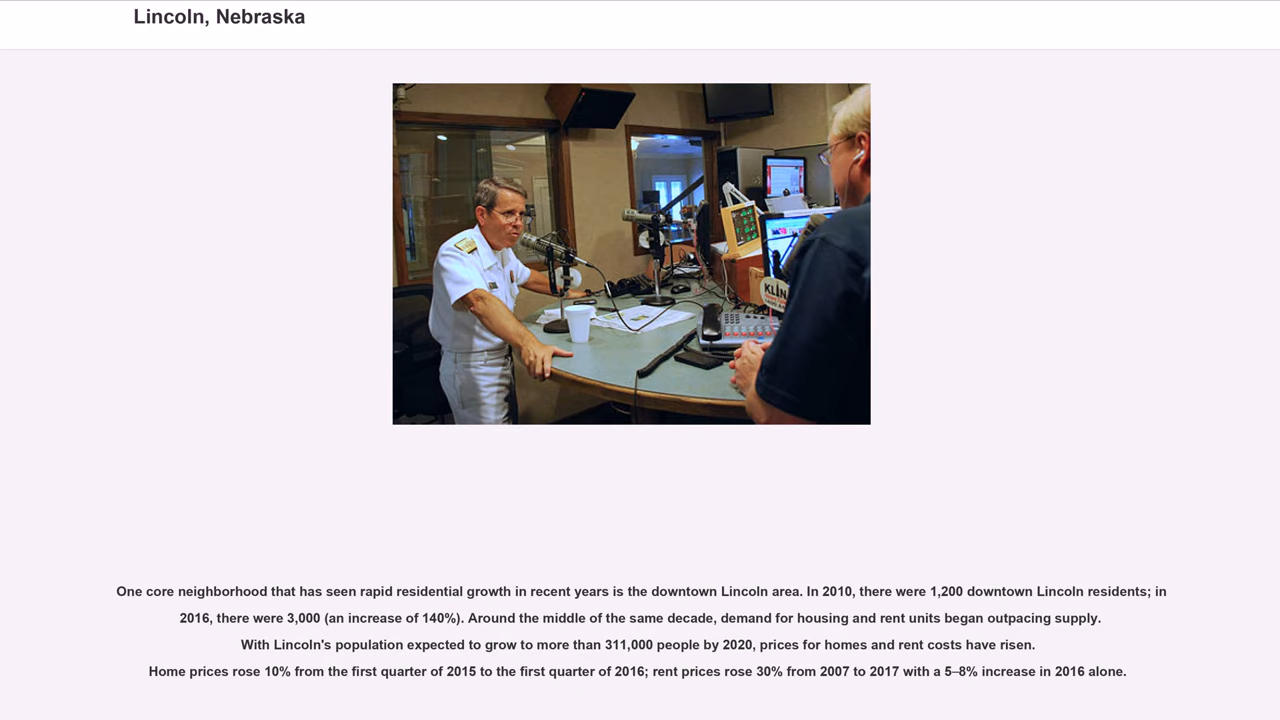 Lincoln, Nebraska
KLIN
One core neighborhood that has seen rapid residential growth in recent years is the downtown Lincoln area. In 2010, there were 1,200 downtown Lincoln residents; in
2016, there were 3,000 (an increase of 140%). Around the middle of the same decade, demand for housing and rent units began outpacing supply.
With Lincoln's population expected to grow to more than 311,000 people by 2020, prices for homes and rent costs have risen.
Home prices rose 10% from the first quarter of 2015 to the first quarter of 2016; rent prices rose 30% from 2007 to 2017 with a 5–8% increase in 2016 alone.